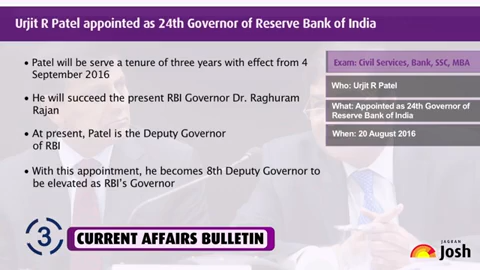 Urjit R Patel appointed as 24th Governor of Reserve Bank of India
• Patel will be serve a tenure of three years with effect from 4
September 2016
• He will succeed the present RBI Governor Dr. Raghuram
Rajan
• At present, Patel is the Deputy Governor
of RBI
• With this appointment, he becomes 8th Deputy Governor to
be elevated as RBI's Governor
Exam: Civil Services, Bank, SSC, MBA
Who: Urjit R Patel
What: Appointed as 24th Governor of
Reserve Bank of India
When: 20 August 2016
3
CURRENT AFFAIRS BULLETIN
JAGRAN
Josh